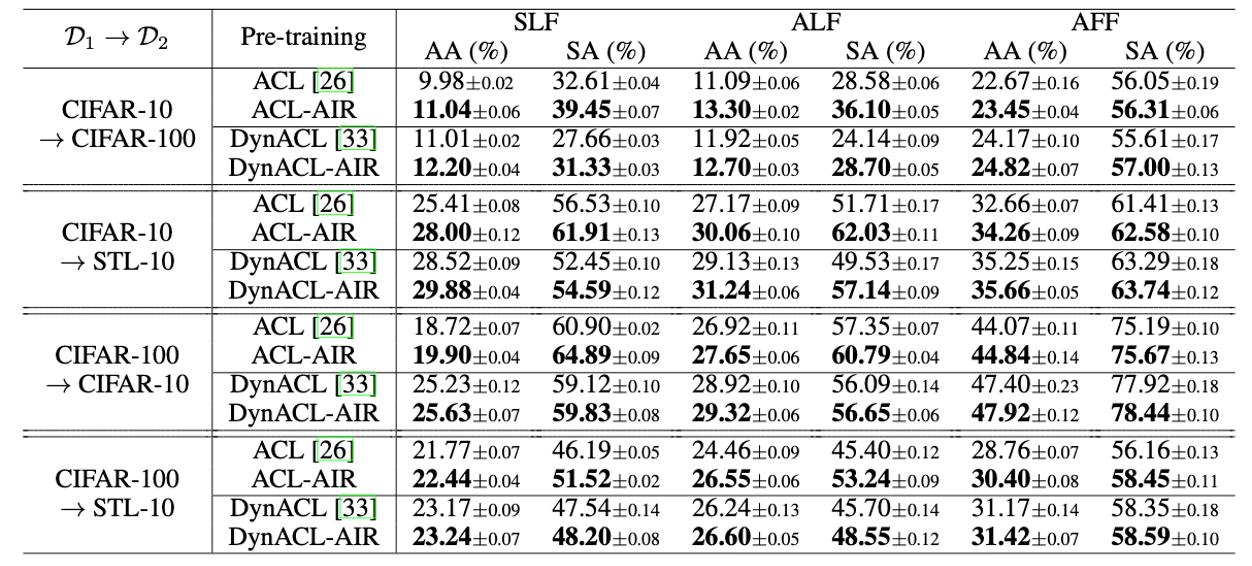 D₁ → D₂ Pre-training SLF ALF AFF
AA (%) SA (%) AA (%) SA (%) AA (%) SA (%)
ACL [26] 9.98±0.02 32.61±0.04 11.09±0.06 28.58±0.06 22.67±0.16 56.05±0.19
CIFAR-10 ACL-AIR 11.04±0.06 39.45±0.07 13.30±0.02 36.10±0.05 23.45±0.04 56.31±0.06
→ CIFAR-100 DynACL [33] 11.01±0.02 27.66±0.03 11.92±0.05 24.14±0.09 24.17±0.10 55.61±0.17
DynACL-AIR 12.20±0.04 31.33±0.03 12.70±0.03 28.70±0.05 24.82±0.07 57.00±0.13
ACL [26] 25.41±0.08 56.53±0.10 27.17±0.09 51.71±0.17 32.66±0.07 61.41±0.13
CIFAR-10 ACL-AIR 28.00±0.12 61.91±0.13 30.06±0.10 62.03±0.11 34.26±0.09 62.58±0.10
→ STL-10 DynACL [33] 28.52±0.09 52.45±0.10 29.13±0.13 49.53±0.17 35.25±0.15 63.29±0.18
DynACL-AIR 29.88±0.04 54.59±0.12 31.24±0.06 57.14±0.09 35.66±0.05 63.74±0.12
ACL [26] 18.72±0.07 60.90±0.02 26.92±0.11 57.35±0.07 44.07±0.11 75.19±0.10
CIFAR-100 ACL-AIR 19.90±0.04 64.89±0.09 27.65±0.06 60.79±0.04 44.84±0.14 75.67±0.13
→ CIFAR-10 DynACL [33] 25.23±0.12 59.12±0.10 28.92±0.10 56.09±0.14 47.40±0.23 77.92±0.18
DynACL-AIR 25.63±0.07 59.83±0.08 29.32±0.06 56.65±0.06 47.92±0.12 78.44±0.10
ACL [26] 21.77±0.07 46.19±0.05 24.46±0.09 45.40±0.12 28.76±0.07 56.16±0.13
CIFAR-100 ACL-AIR 22.44±0.04 51.52±0.02 26.55±0.06 53.24±0.09 30.40±0.08 58.45±0.11
→ STL-10 DynACL [33] 23.17±0.09 47.54±0.14 26.24±0.13 45.70±0.14 31.17±0.14 58.35±0.18
DynACL-AIR 23.24±0.07 48.20±0.08 26.60±0.05 48.55±0.12 31.42±0.07 58.59±0.10